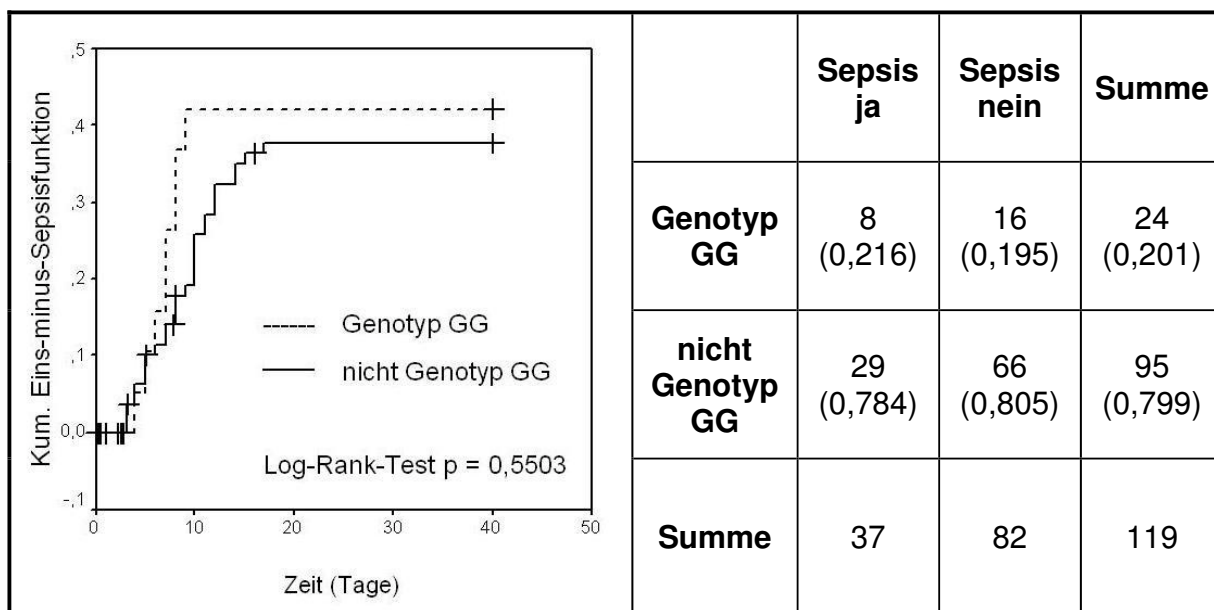 Kum. Eins-minus-Sepsisfunktion
,5
,4
,3
,2
,1
0,0
-,1
Genotyp GG
nicht Genotyp GG
Log-Rank-Test p = 0,5503
0
10
20
30
40
50
Zeit (Tage)
Sepsis
ja
Sepsis
nein
Summe
Genotyp
GG
8
(0,216)
16
(0,195)
24
(0,201)
nicht
Genotyp
GG
29
(0,784)
66
(0,805)
95
(0,799)
Summe
37
82
119